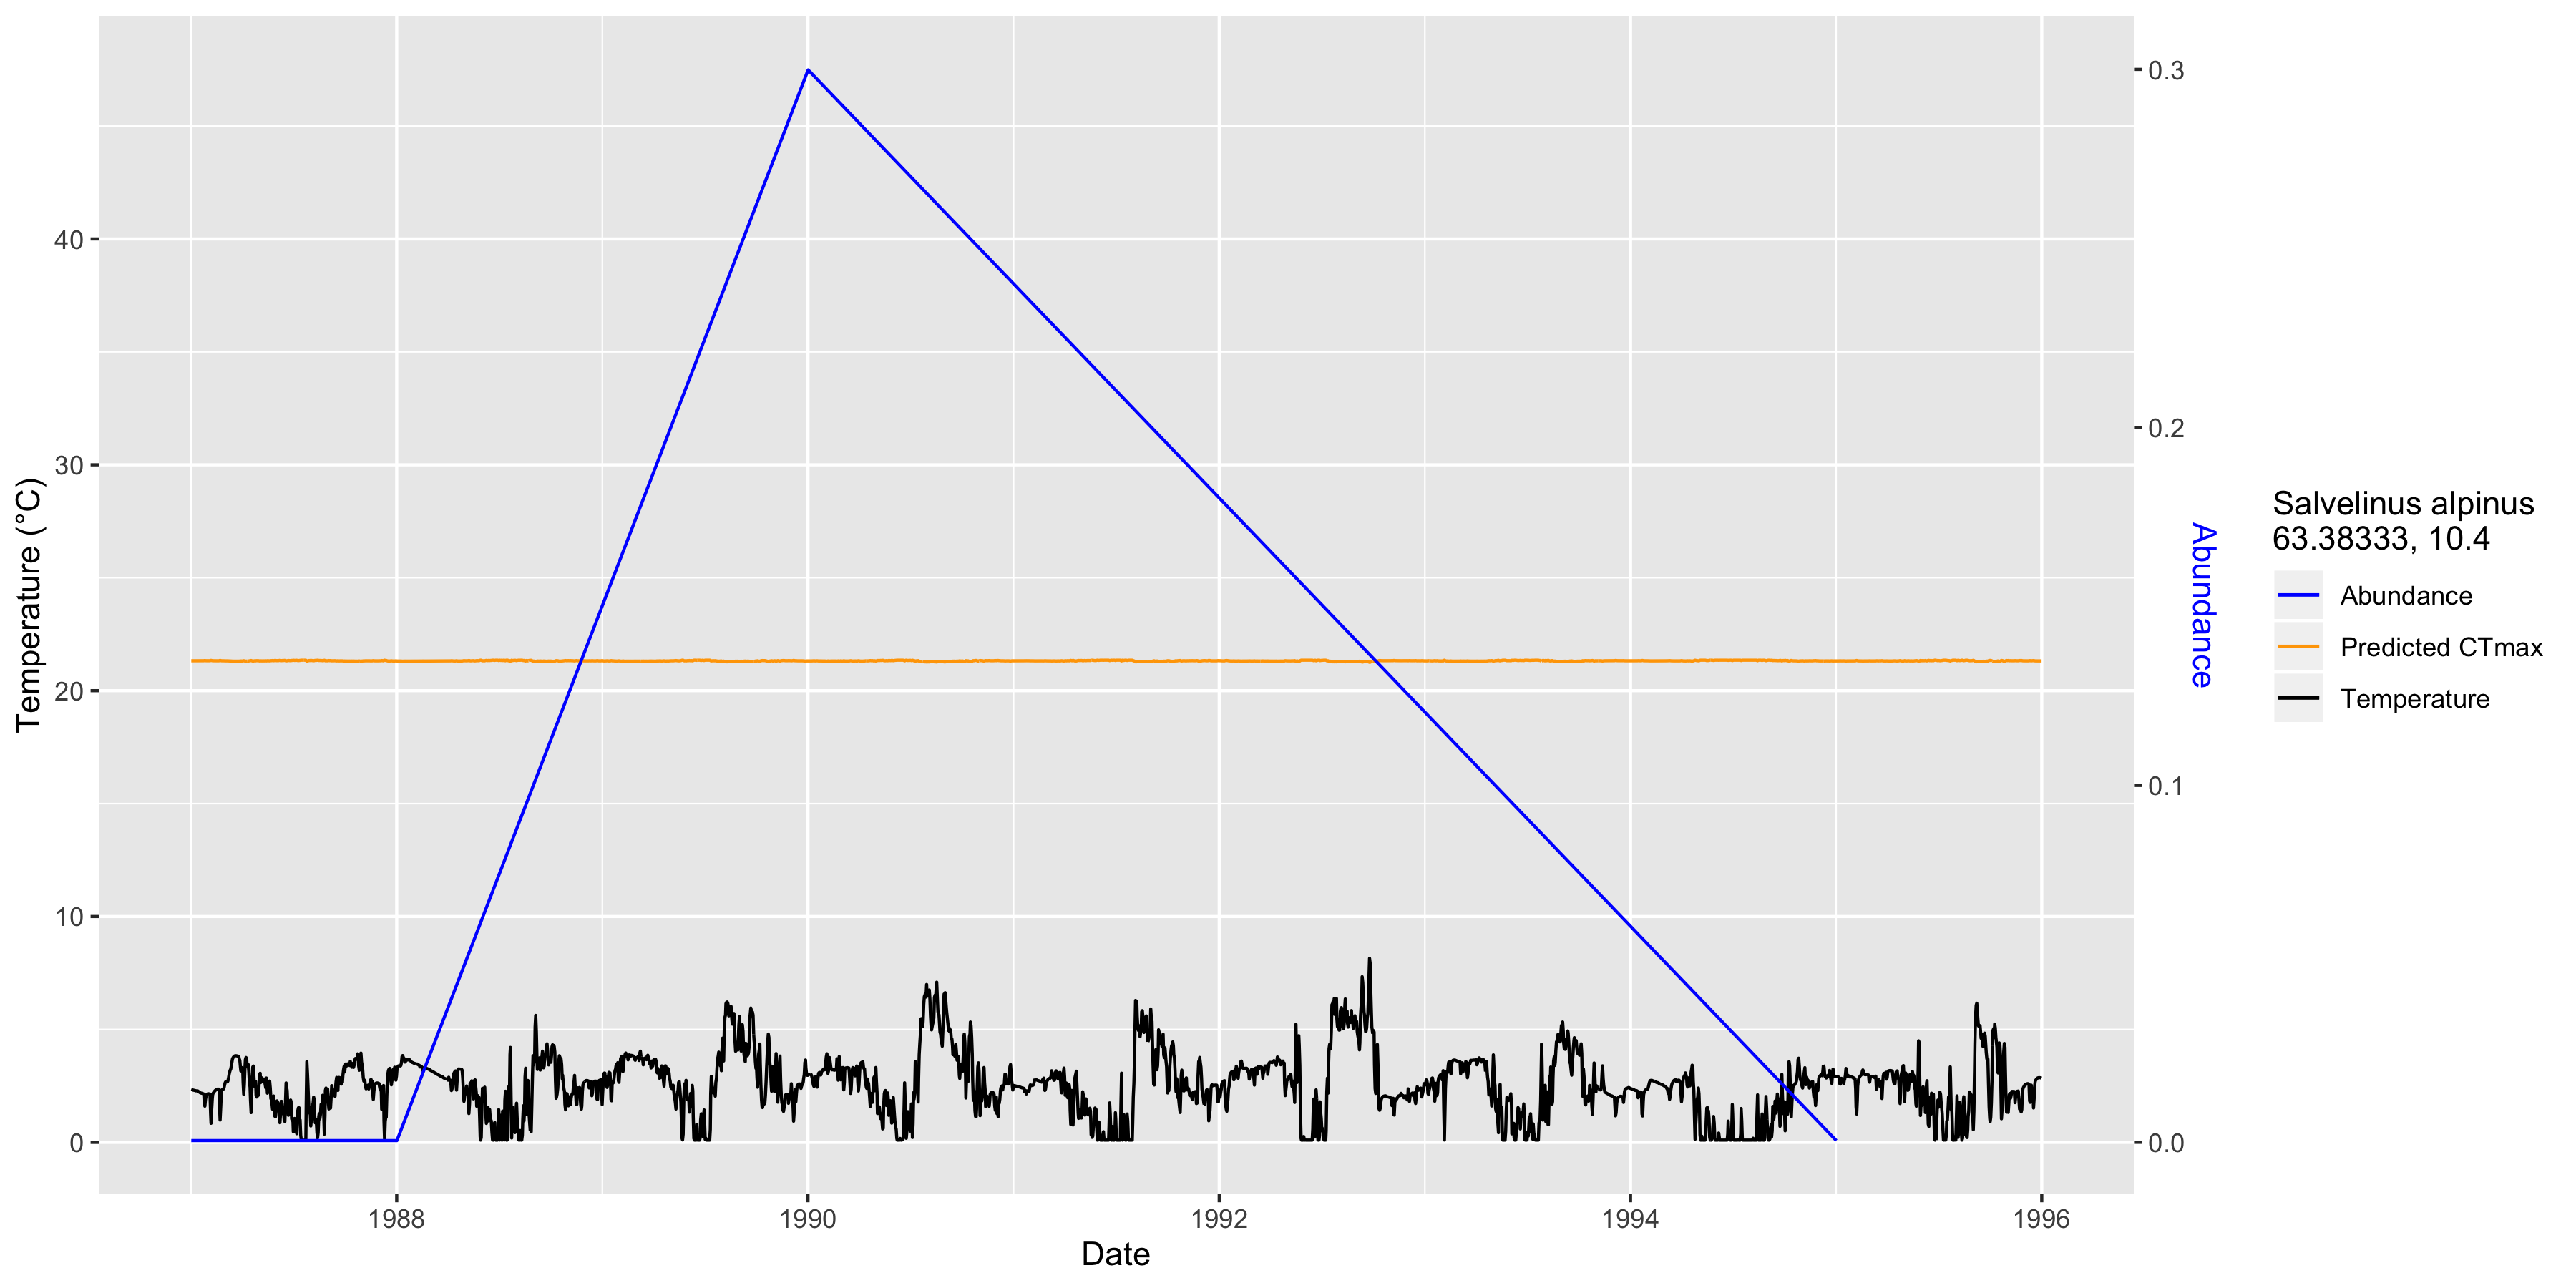 Temperature (°C)
40
30
20
10
0
1988
1990
1992
1994
1996
Date
0.3
0.2
0.1
0.0
Abundance
Salvelinus alpinus
63.38333, 10.4
Abundance
Predicted CTmax
Temperature